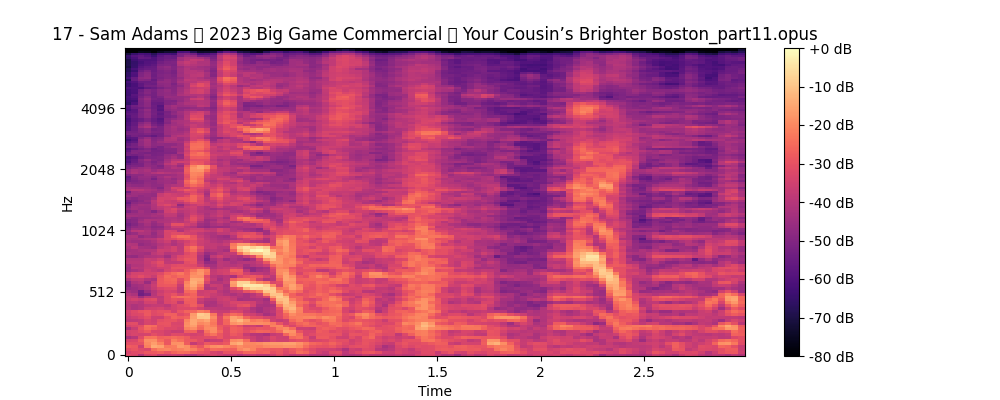 17 - Sam Adams ▯ 2023 Big Game Commercial ▯ Your Cousin’s Brighter Boston_part11.opus
+0 dB
-10 dB
-20 dB
-30 dB
-40 dB
-50 dB
-60 dB
-70 dB
-80 dB
Hz
4096
2048
1024
512
0
0
0.5
1
1.5
2
2.5
Time